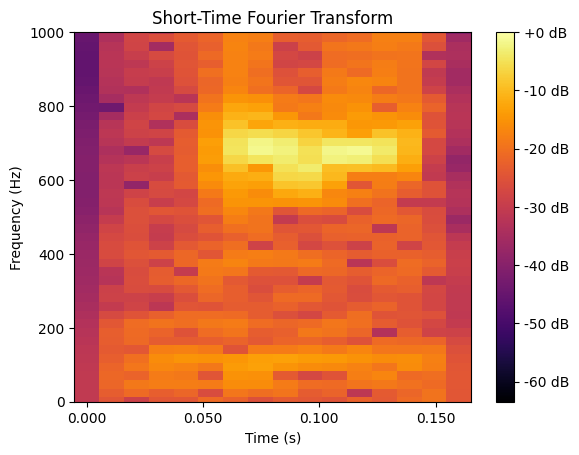 Short-Time Fourier Transform
Frequency (Hz)
1000
800
600
400
200
0
0.000
0.050
0.100
0.150
Time (s)
+0 dB
-10 dB
-20 dB
-30 dB
-40 dB
-50 dB
-60 dB